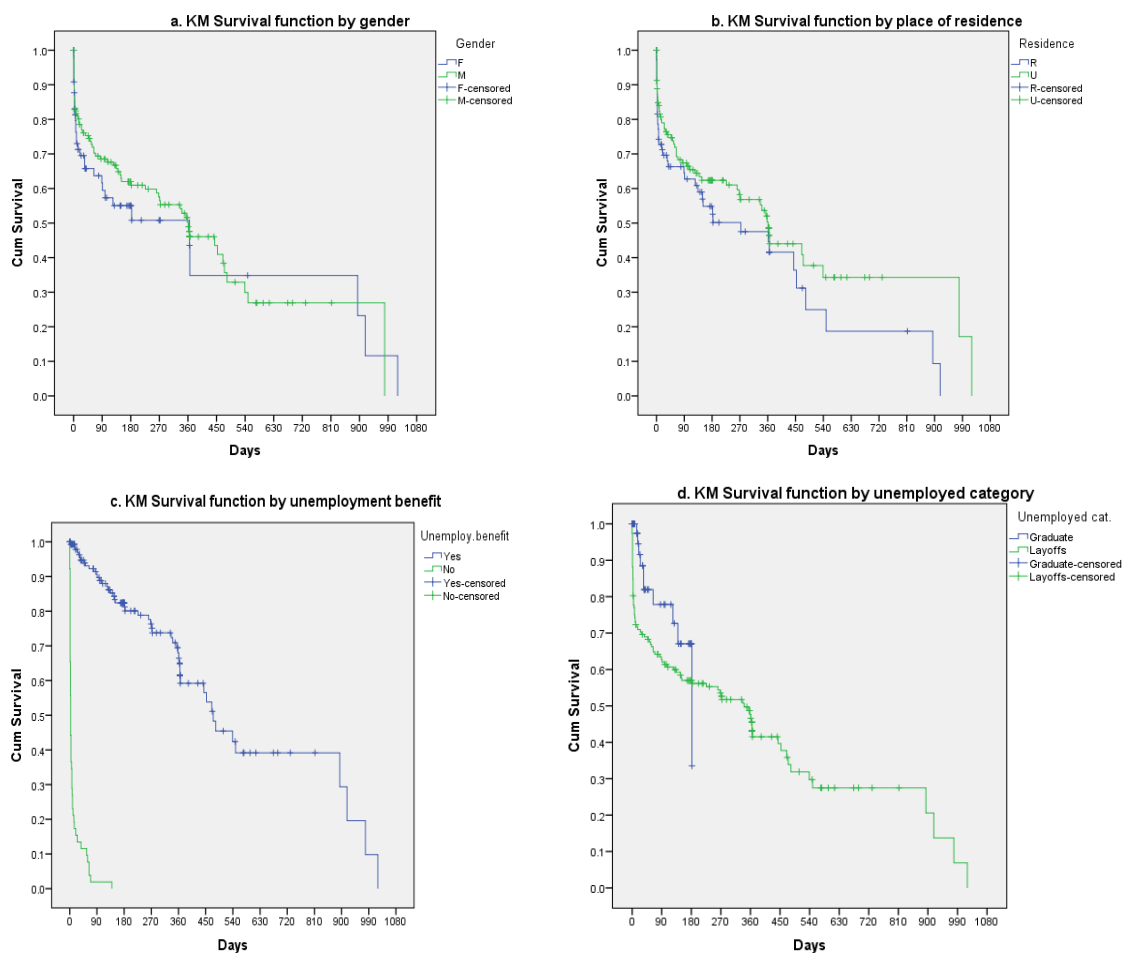 a. KM Survival function by gender
Gender
F
M
F-censored
M-censored
1.0
0.9
0.8
0.7
0.6
0.5
0.4
0.3
0.2
0.1
0.0
Cum Survival
0 90 180 270 360 450 540 630 720 810 900 990 1080
Days
b. KM Survival function by place of residence
Residence
R
U
R-censored
U-censored
1.0
0.9
0.8
0.7
0.6
0.5
0.4
0.3
0.2
0.1
0.0
Cum Survival
0 90 180 270 360 450 540 630 720 810 900 990 1080
Days
c. KM Survival function by unemployment benefit
Unemploy.benefit
Yes
No
Yes-censored
No-censored
1.0
0.9
0.8
0.7
0.6
0.5
0.4
0.3
0.2
0.1
0.0
Cum Survival
0 90 180 270 360 450 540 630 720 810 900 990 1080
Days
d. KM Survival function by unemployed category
Unemployed cat.
Graduate
Layoffs
Graduate-censored
Layoffs-censored
1.0
0.9
0.8
0.7
0.6
0.5
0.4
0.3
0.2
0.1
0.0
Cum Survival
0 90 180 270 360 450 540 630 720 810 900 990 1080
Days